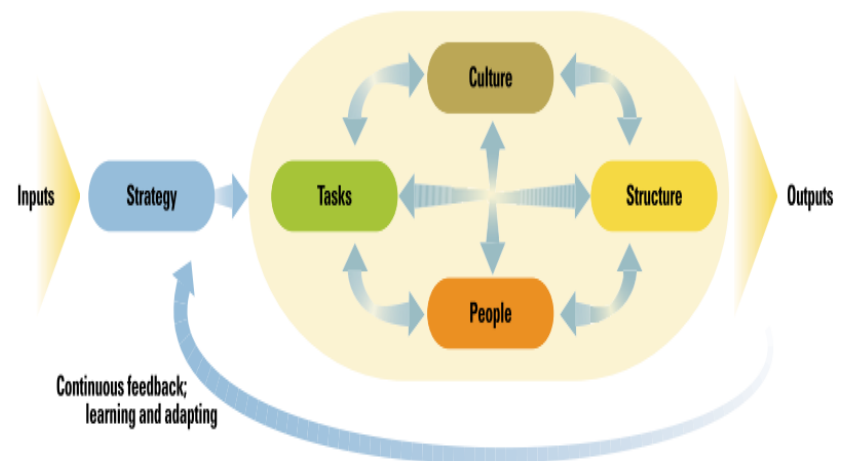 Culture
Inputs
Strategy
Tasks
Structure
Outputs
People
Continuous feedback;
learning and adapting